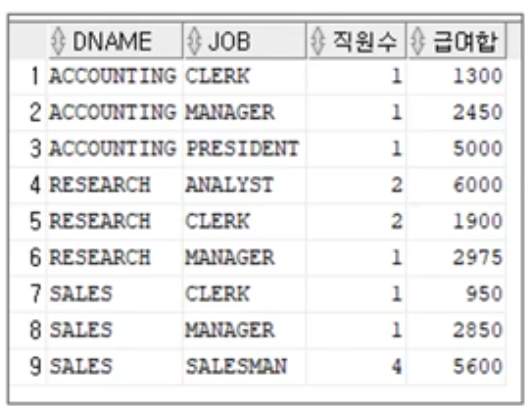 DNAME JOB 직원수 급여합
1 ACCOUNTING CLERK 1 1300
2 ACCOUNTING MANAGER 1 2450
3 ACCOUNTING PRESIDENT 1 5000
4 RESEARCH ANALYST 2 6000
5 RESEARCH CLERK 2 1900
6 RESEARCH MANAGER 1 2975
7 SALES CLERK 1 950
8 SALES MANAGER 1 2850
9 SALES SALESMAN 4 5600